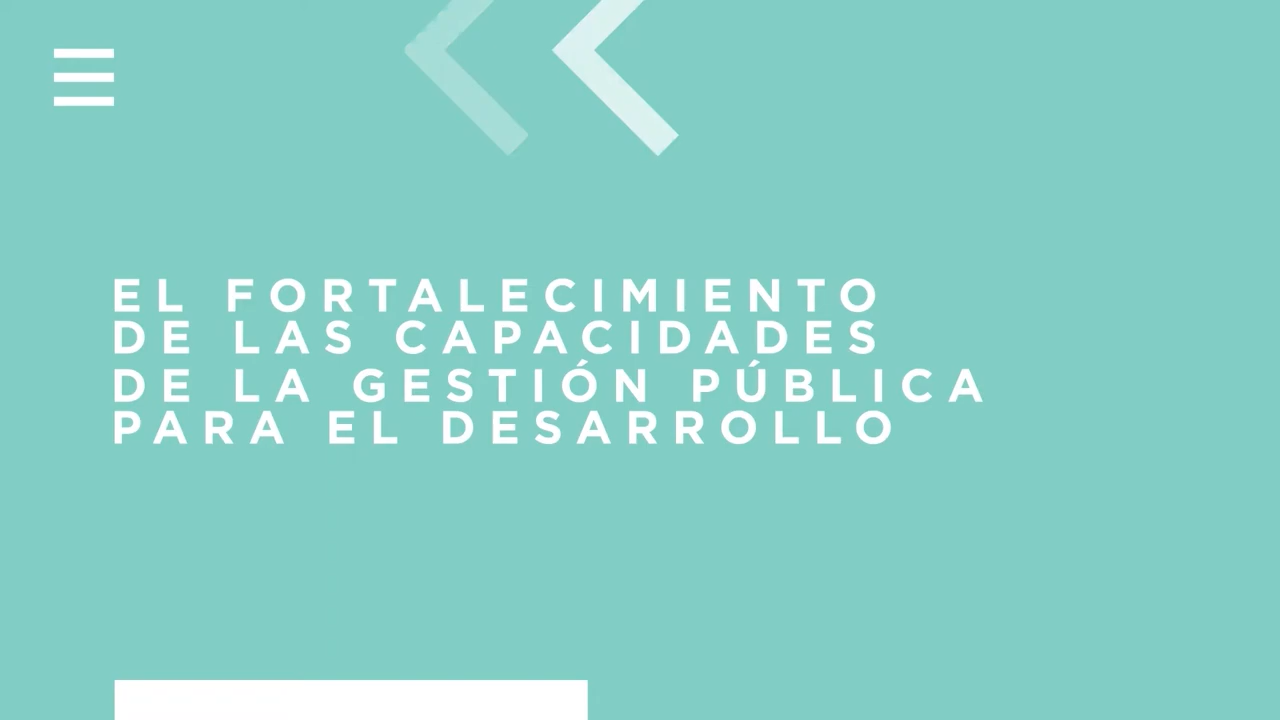 EL FORTALECIMIENTO
DE LAS CAPACIDADES
DE LA GESTIÓN PÚBLICA
PARA EL DESARROLLO